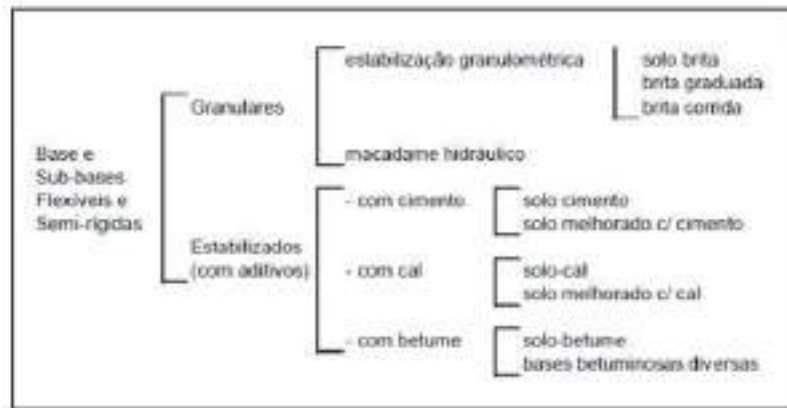 Base e
Sub-bases
Flexíveis e
Semi-rígidas
Granulares
estabilização granulométrica
solo brita
brita graduada
brita corrida
macadame hidráulico
Estabilizados
(com aditivos)
- com cimento
solo cimento
solo melhorado c/ cimento
- com cal
solo-cal
solo melhorado c/ cal
- com betume
solo-betume
bases betuminosas diversas